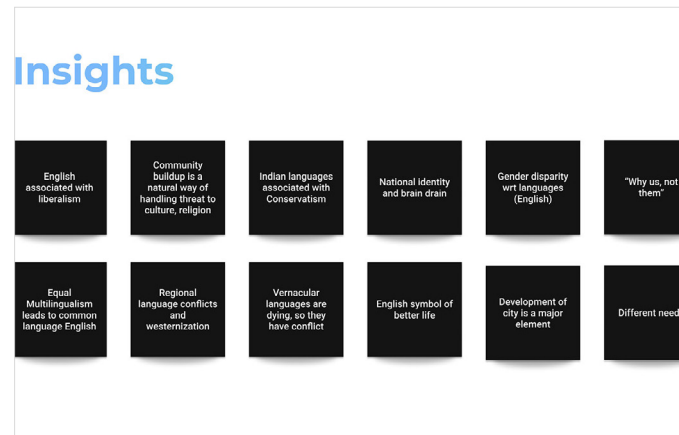 Insights
English
associated with
liberalism
Community
buildup is a
natural way of
handling threat to
culture, religion
Indian languages
associated with
Conservatism
National identity
and brain drain
Gender disparity
wrt languages
(English)
"Why us, not
them"
Equal
Multilingualism
leads to common
language English
Regional
language conflicts
and
westernization
Vernacular
languages are
dying, so they
have conflict
English symbol of
better life
Development of
city is a major
element
Different need